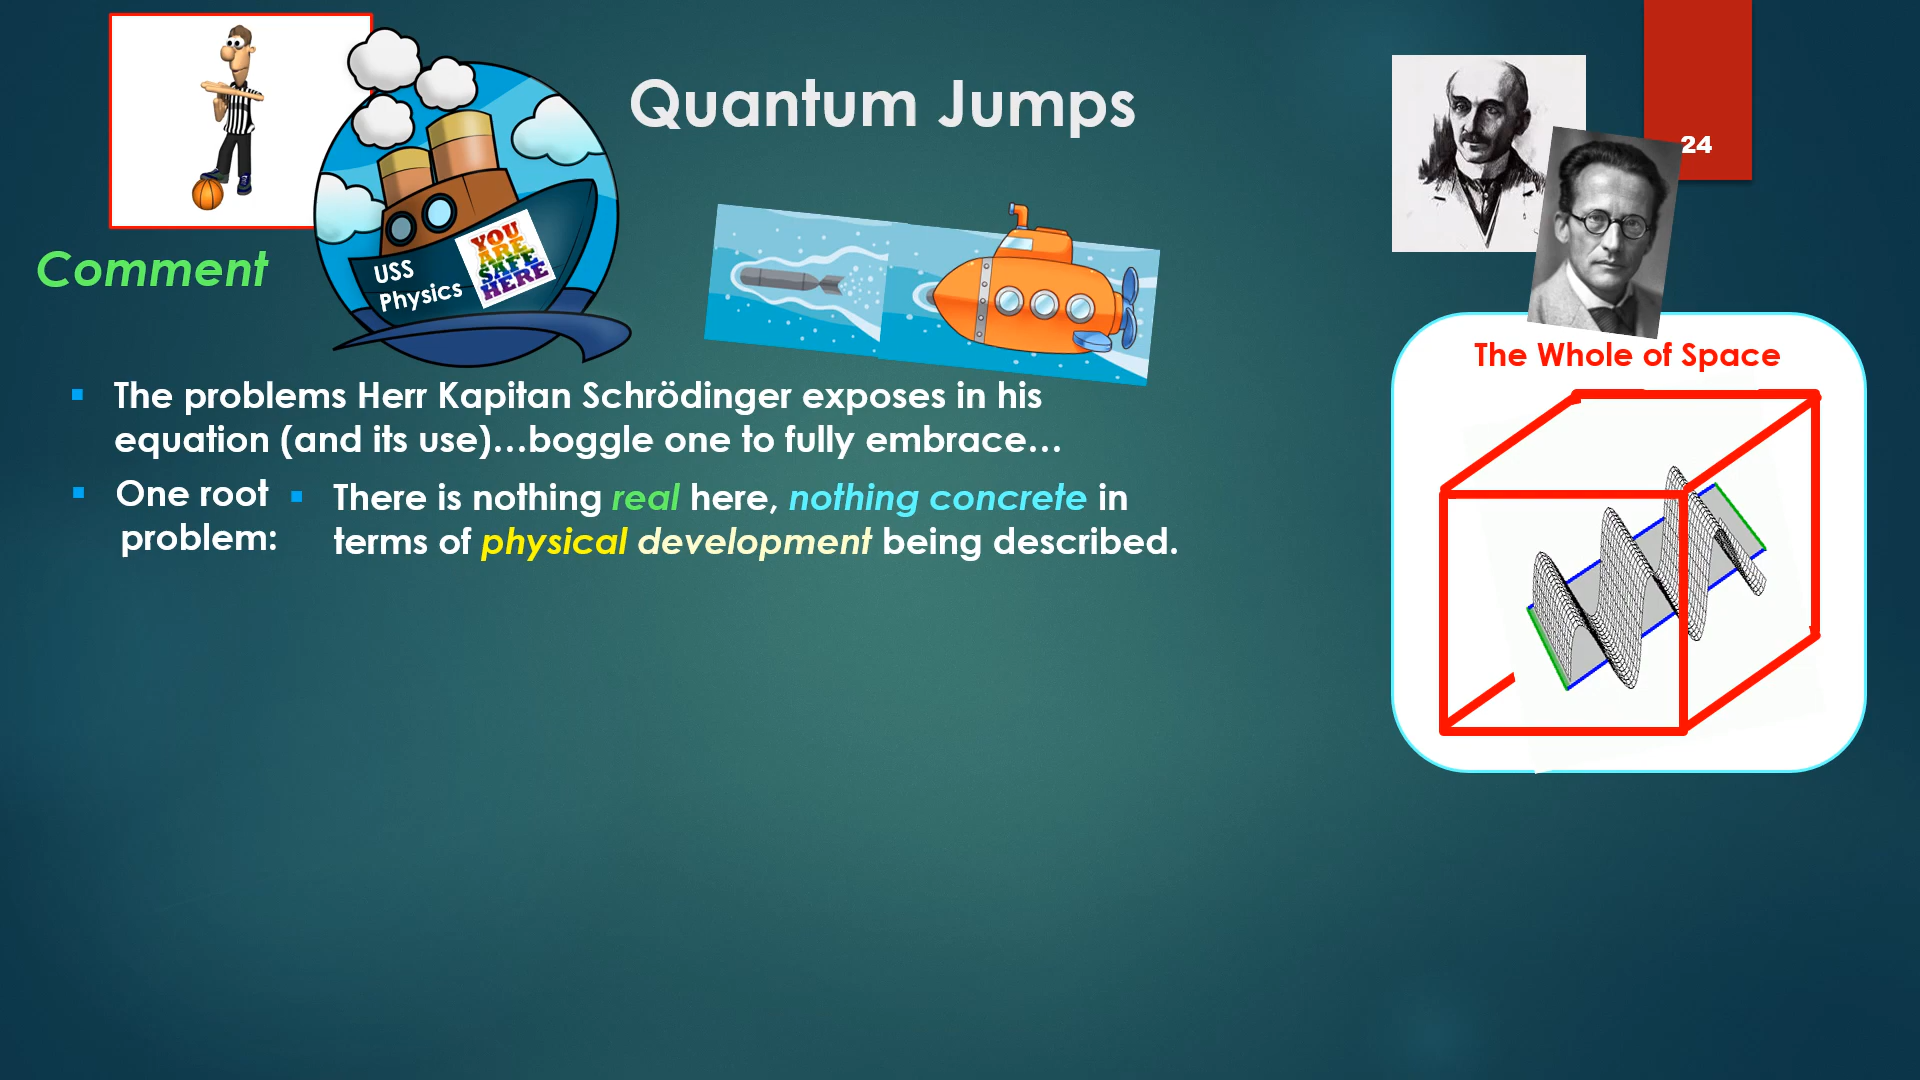 Quantum Jumps
24
Comment
USS
Physics
YOU
ARE
SAFE
HERE
The Whole of Space
The problems Herr Kapitan Schrödinger exposes in his
equation (and its use)…boggle one to fully embrace…
One root
problem:
There is nothing real here, nothing concrete in
terms of physical development being described.